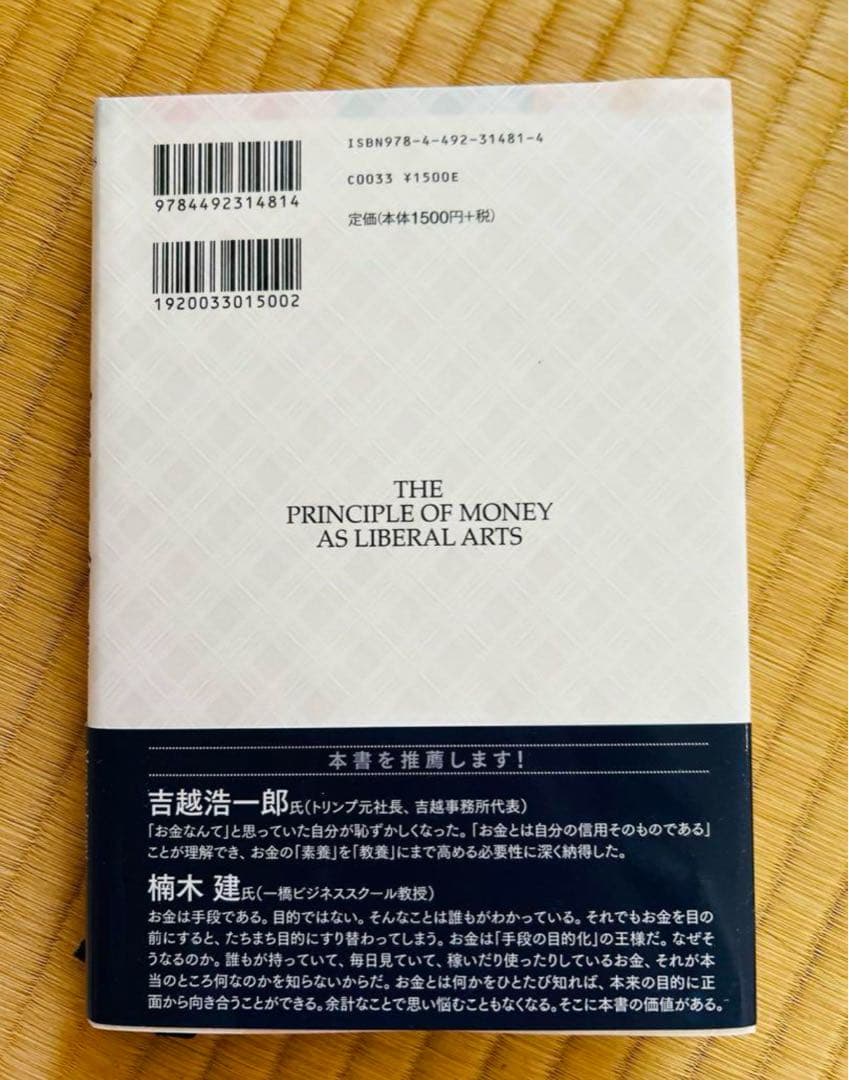 ISBN978-4-492-31481-4
9784492314814
C0033 ¥1500E
定価(本体1500円+税)
1920033015002
THE
PRINCIPLE OF MONEY
AS LIBERAL ARTS
本書を推薦します!
吉越浩一郎氏(トリンプ元社長、吉越事務所代表)
「お金なんて」と思っていた自分が恥ずかしくなった。「お金とは自分の信用そのものである」
ことが理解でき、お金の「素養」を「教養」にまで高める必要性に深く納得した。
楠木 建氏(一橋ビジネススクール教授)
お金は手段である。目的ではない。そんなことは誰もがわかっている。それでもお金を目の
前にすると、たちまち目的にすり替わってしまう。お金は「手段の目的化」の王様だ。なぜそ
うなるのか。誰もが持っていて、毎日見ていて、稼いだり使ったりしているお金、それが本
当のところ何なのかを知らないからだ。お金とは何かをひとたび知れば、本来の目的に正
面から向き合うことができる。余計なことで思い悩むこともなくなる。そこに本書の価値がある。